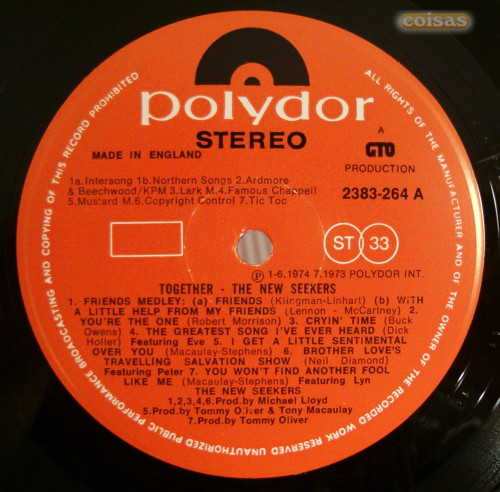 coisas
polydor
STEREO
MADE IN ENGLAND
A
GTO
PRODUCTION
2383-264 A
1a.Intersong 1b.Northern Songs 2.Ardmore
& Beechwood/KPM 3.Lark M.4.Famous Chappell
5.Mustard M.6.Copyright Control 7.Tic Toc
ST 33
Ⓟ 1-6.1974 7.1973 POLYDOR INT.
TOGETHER - THE NEW SEEKERS
1. FRIENDS MEDLEY: (a) FRIENDS (Klingman-Linhart) (b) WITH
A LITTLE HELP FROM MY FRIENDS (Lennon - McCartney) 2.
YOU'RE THE ONE (Robert Morrison) 3. CRYIN' TIME (Buck
Owens) 4. THE GREATEST SONG I'VE EVER HEARD (Dick
Holler) Featuring Eve 5. I GET A LITTLE SENTIMENTAL
OVER YOU (Macaulay-Stephens) 6. BROTHER LOVE'S
TRAVELLING SALVATION SHOW (Neil Diamond)
Featuring Peter 7. YOU WON'T FIND ANOTHER FOOL
LIKE ME (Macaulay-Stephens) Featuring Lyn
THE NEW SEEKERS
1,2,3,4,6.Prod.by Michael Lloyd
5.Prod.by Tommy Oliver & Tony Macaulay
7.Prod.by Tommy Oliver
ALL RIGHTS OF THE MANUFACTURER AND OF THE OWNER OF THE RECORDED WORK RESERVED UNAUTHORIZED PUBLIC PERFORMANCE BROADCASTING AND COPYING OF THIS RECORD PROHIBITED